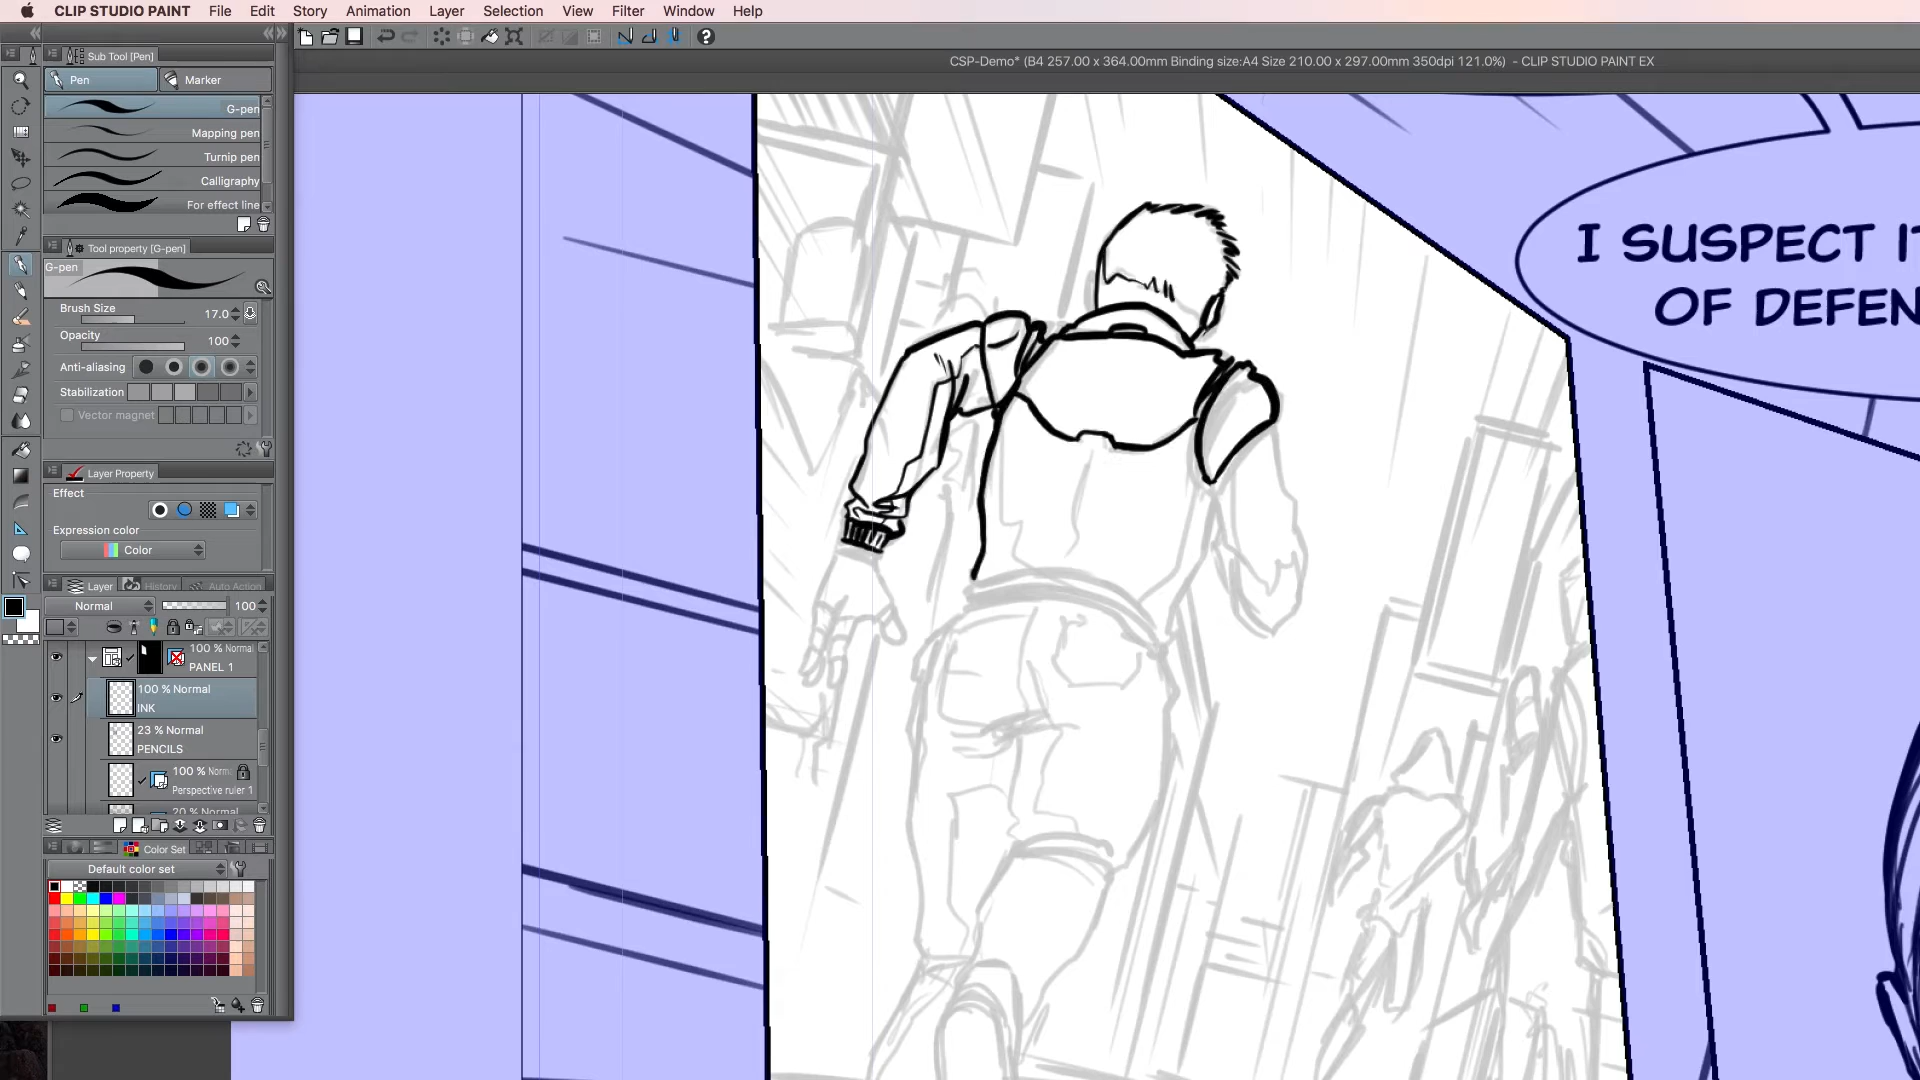 CLIP STUDIO PAINT File Edit Story Animation Layer Selection View Filter Window Help
CSP-Demo* (B4 257.00 x 364.00mm Binding size:A4 Size 210.00 x 297.00mm 350dpi 121.0%) - CLIP STUDIO PAINT EX
Sub Tool [Pen]
Pen Marker
G-pen
Mapping pen
Turnip pen
Calligraphy
For effect line
Tool property [G-pen]
G-pen
Brush Size 17.0
Opacity 100
Anti-aliasing
Stabilization
Vector magnet
Layer Property
Effect
Expression color
Color
Layer History Auto Action
Normal 100
100 % Normal
PANEL 1
100 % Normal
INK
23 % Normal
PENCILS
100 % Norm
Perspective ruler 1
20 % Normal
Color Set
Default color set
I SUSPECT I
OF DEFEN